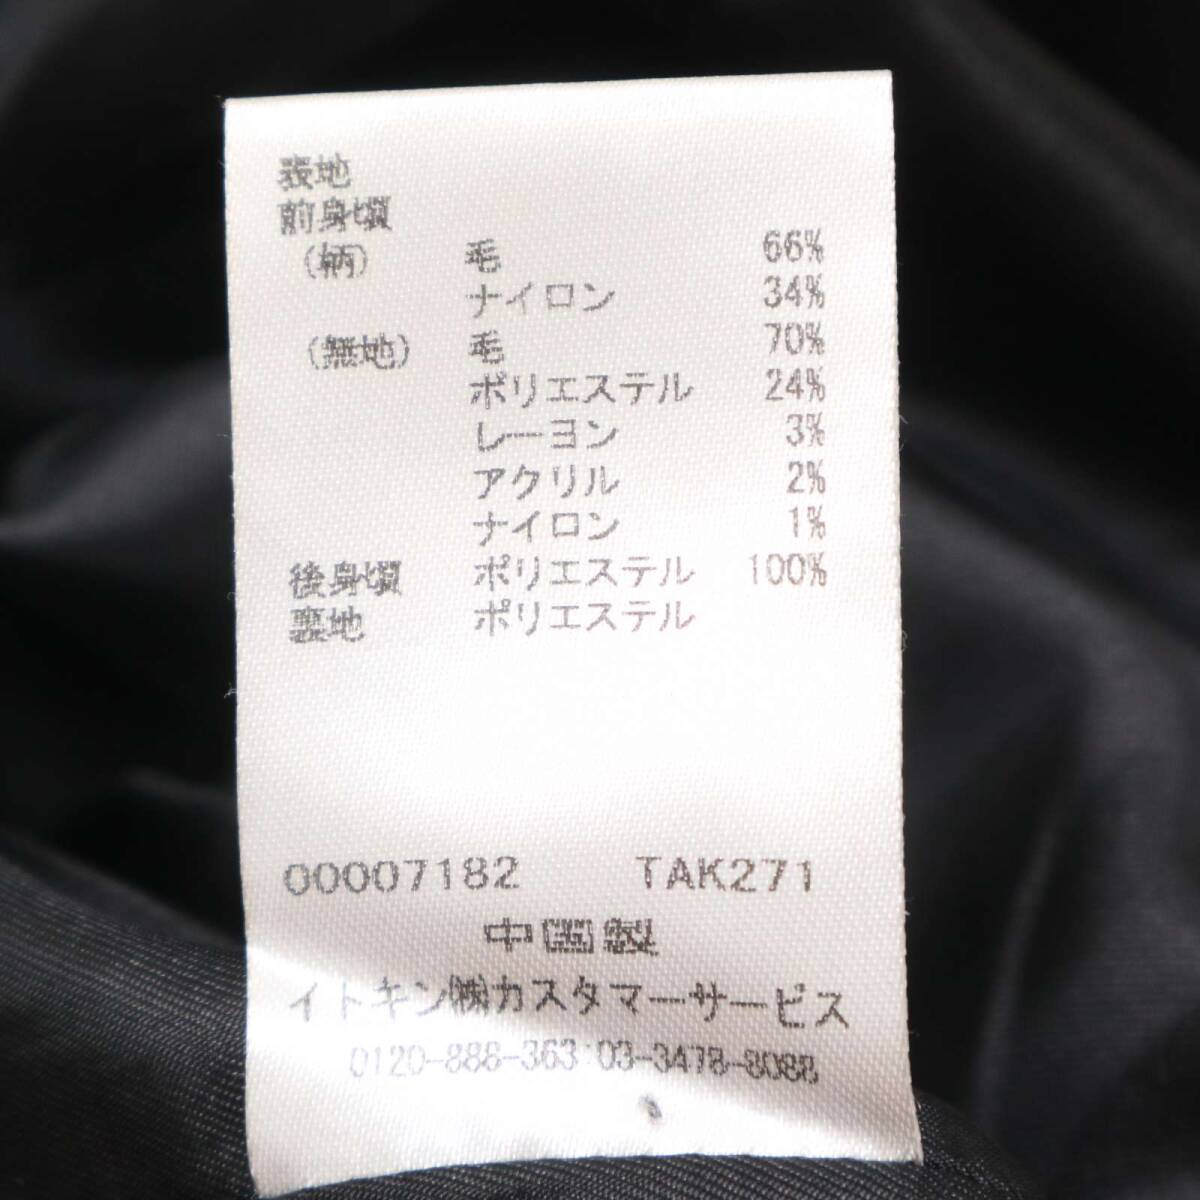 表地
前身頃
(柄) 毛 66%
ナイロン 34%
(無地) 毛 70%
ポリエステル 24%
レーヨン 3%
アクリル 2%
ナイロン 1%
後身頃 ポリエステル 100%
裏地 ポリエステル
00007182 TAK271
中国製
イトキン㈱カスタマーサービス
0120-888-363 03-3478-8088